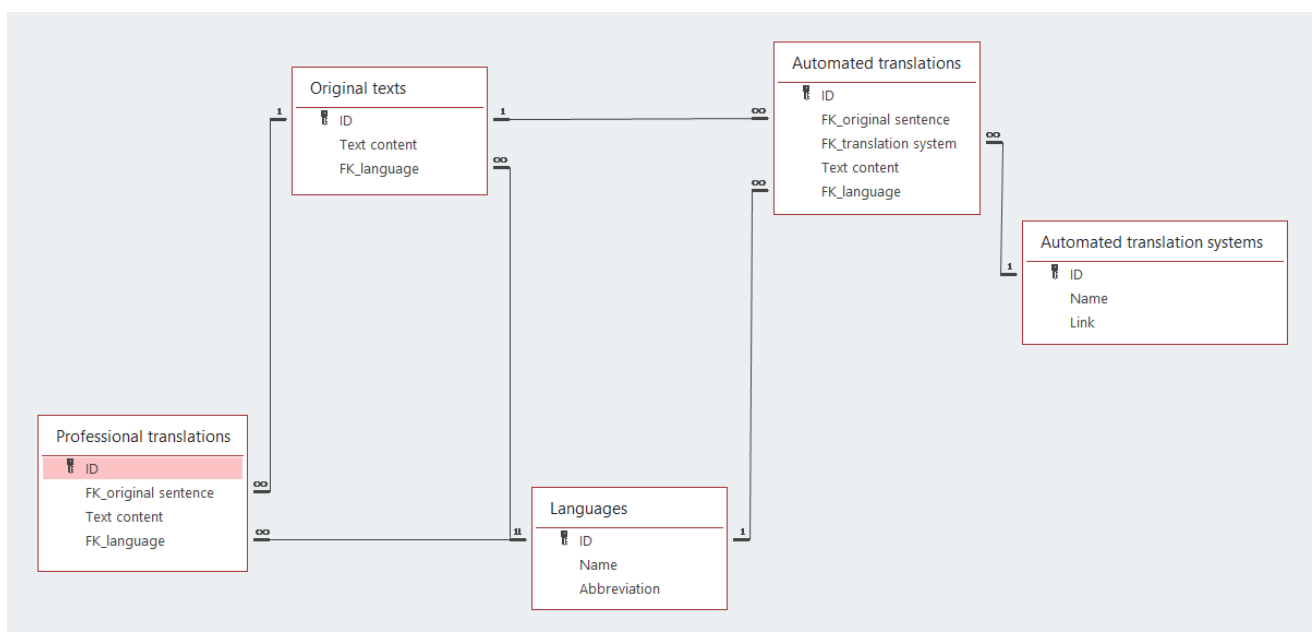 Original texts
ID
Text content
FK_language
Automated translations
ID
FK_original sentence
FK_translation system
Text content
FK_language
Automated translation systems
ID
Name
Link
Professional translations
ID
FK_original sentence
Text content
FK_language
Languages
ID
Name
Abbreviation
1
1
∞
∞
∞
∞
1
∞
∞
11
1